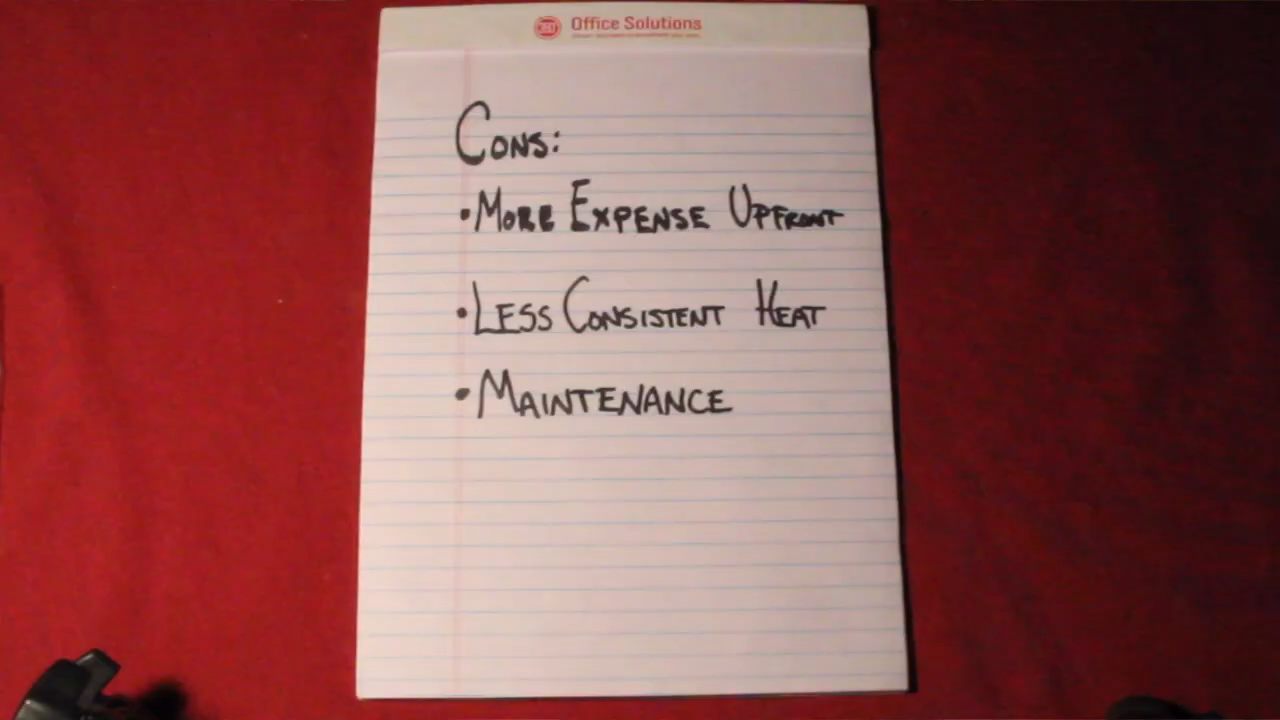 Office Solutions
CONS:
•MORE EXPENSE UPFRONT
•LESS CONSISTENT HEAT
•MAINTENANCE